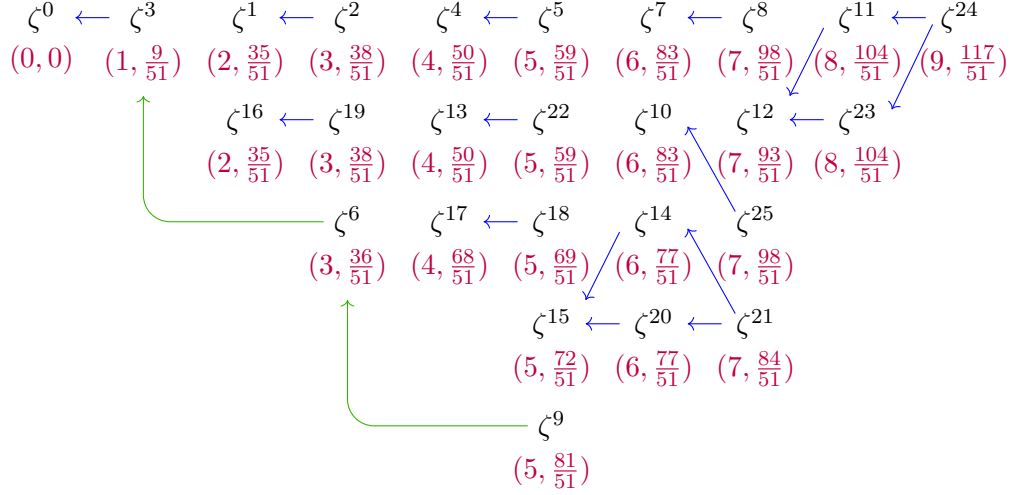 ζ^0 ζ^3 ζ^1 ζ^2 ζ^4 ζ^5 ζ^7 ζ^8 ζ^11 ζ^24
(0, 0) (1, 9/51) (2, 35/51) (3, 38/51) (4, 50/51) (5, 59/51) (6, 83/51) (7, 98/51) (8, 104/51) (9, 117/51)
ζ^16 ζ^19 ζ^13 ζ^22 ζ^10 ζ^12 ζ^23
(2, 35/51) (3, 38/51) (4, 50/51) (5, 59/51) (6, 83/51) (7, 93/51) (8, 104/51)
ζ^6 ζ^17 ζ^18 ζ^14 ζ^25
(3, 36/51) (4, 68/51) (5, 69/51) (6, 77/51) (7, 98/51)
ζ^15 ζ^20 ζ^21
(5, 72/51) (6, 77/51) (7, 84/51)
ζ^9
(5, 81/51)